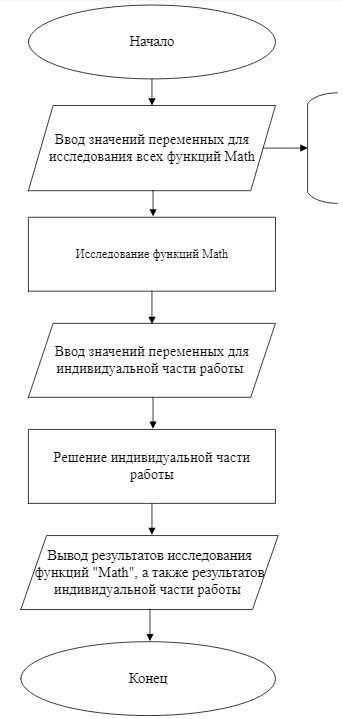 Начало
Ввод значений переменных для
исследования всех функций Math
Исследование функций Math
Ввод значений переменных для
индивидуальной части работы
Решение индивидуальной части
работы
Вывод результатов исследования
функций "Math", а также результатов
индивидуальной части работы
Конец